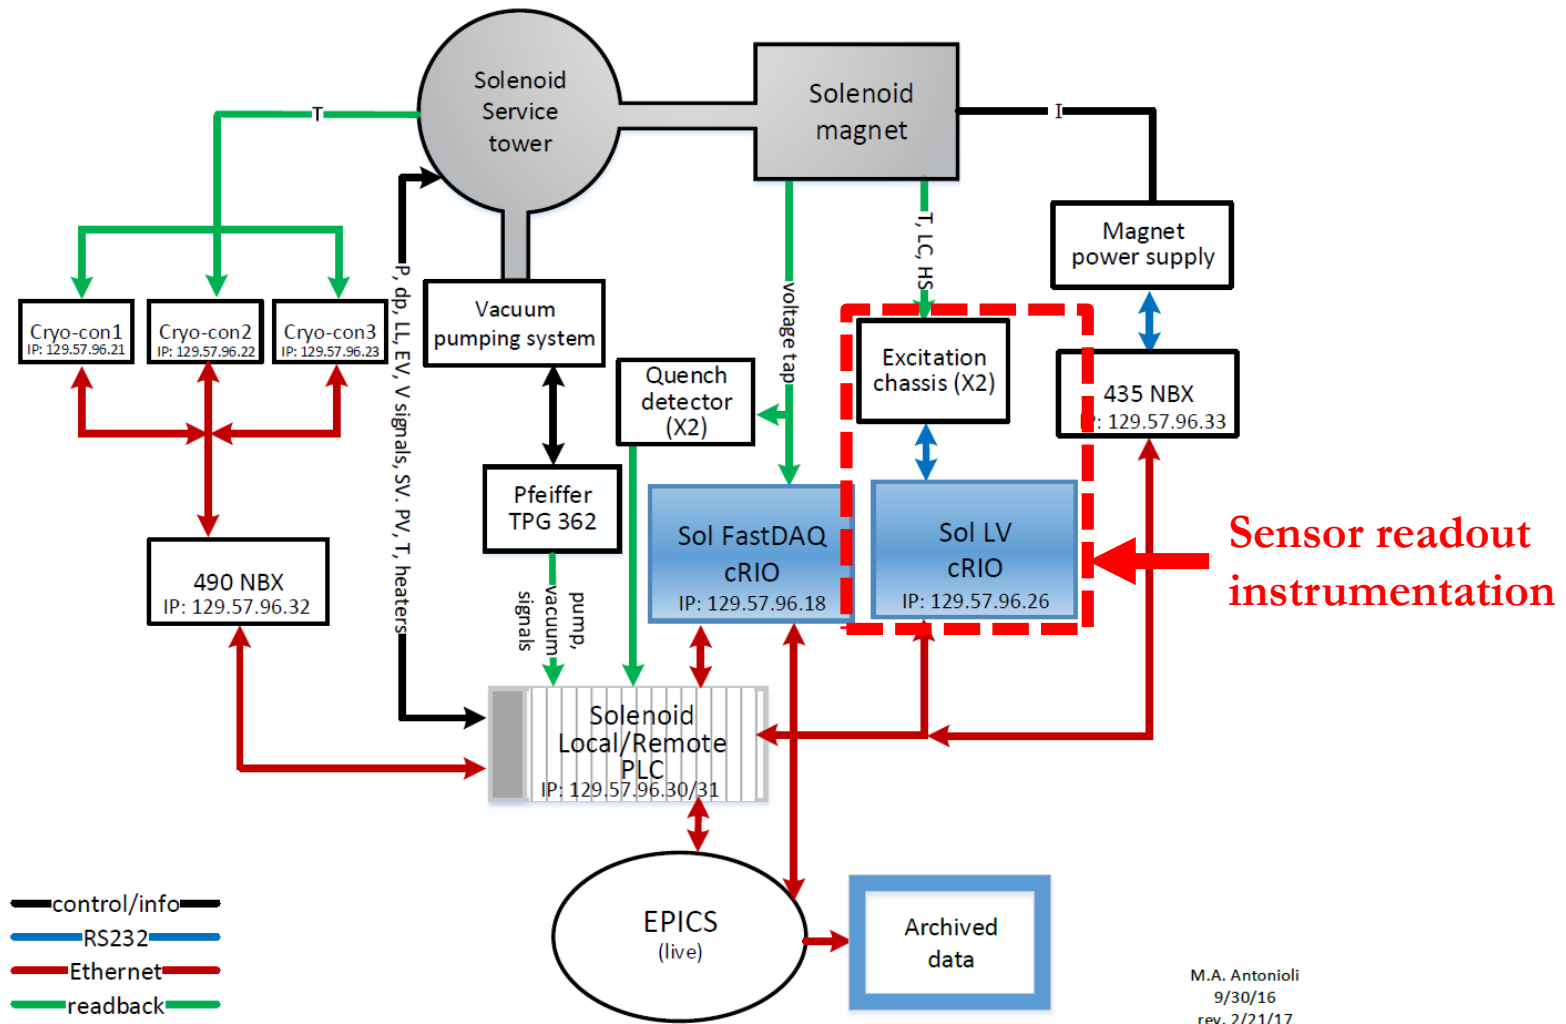 Solenoid
Service
tower
Solenoid
magnet
T
I
Magnet
power supply
P, dp, LL, EV, V signals, SV. PV, T, heaters
voltage tap
T, LC, HS
Cryo-con1
IP: 129.57.96.21
Cryo-con2
IP: 129.57.96.22
Cryo-con3
IP: 129.57.96.23
Vacuum
pumping system
Quench
detector
(X2)
Excitation
chassis (X2)
435 NBX
IP: 129.57.96.33
Pfeiffer
TPG 362
Sol FastDAQ
cRIO
IP: 129.57.96.18
Sol LV
cRIO
IP: 129.57.96.26
Sensor readout
instrumentation
490 NBX
IP: 129.57.96.32
pump,
vacuum
signals
Solenoid
Local/Remote
PLC
IP: 129.57.96.30/31
EPICS
(live)
Archived
data
control/info
RS232
Ethernet
readback
M.A. Antonioli
9/30/16
rev. 2/21/17